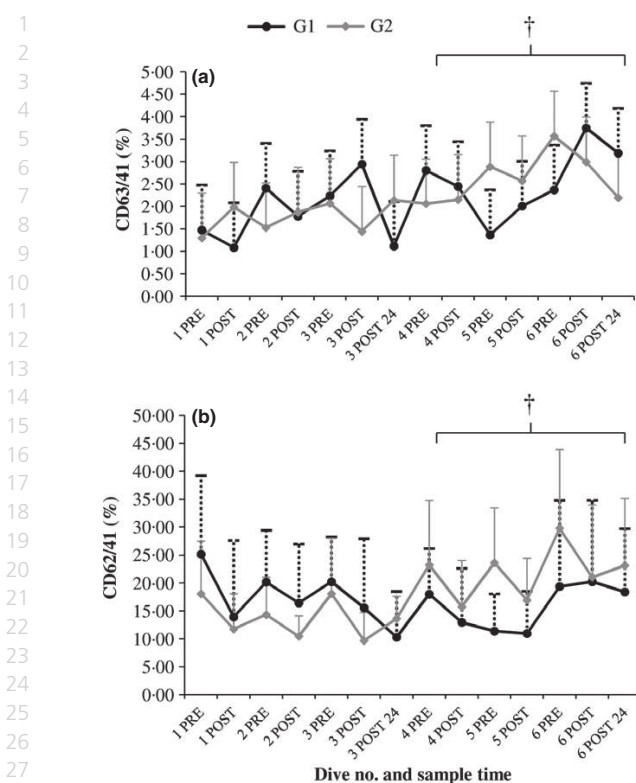 1
2
3
4
5
6
7
8
9
10
11
12
13
14
15
16
17
18
19
20
21
22
23
24
25
26
27
G1 G2
†
(a)
CD63/41 (%)
5·00
4·50
4·00
3·50
3·00
2·50
2·00
1·50
1·00
0·50
0·00
1 PRE
1 POST
2 PRE
2 POST
3 PRE
3 POST
3 POST 24
4 PRE
4 POST
5 PRE
5 POST
6 PRE
6 POST
6 POST 24
†
(b)
CD62/41 (%)
50·00
45·00
40·00
35·00
30·00
25·00
20·00
15·00
10·00
5·00
0·00
1 PRE
1 POST
2 PRE
2 POST
3 PRE
3 POST
3 POST 24
4 PRE
4 POST
5 PRE
5 POST
6 PRE
6 POST
6 POST 24
Dive no. and sample time